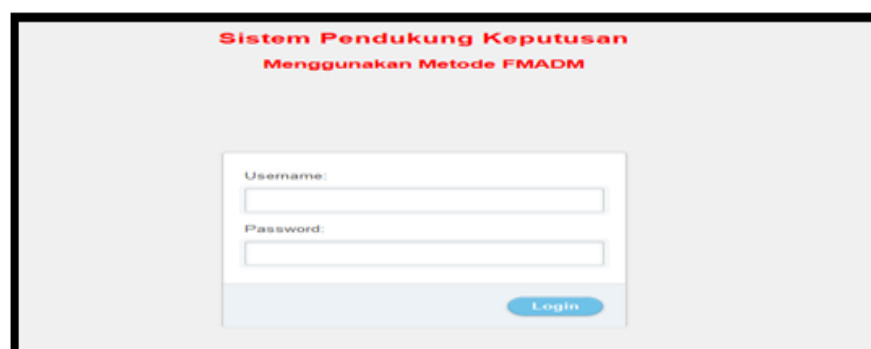 Sistem Pendukung Keputusan
Menggunakan Metode FMADM
Username:
Password:
Login